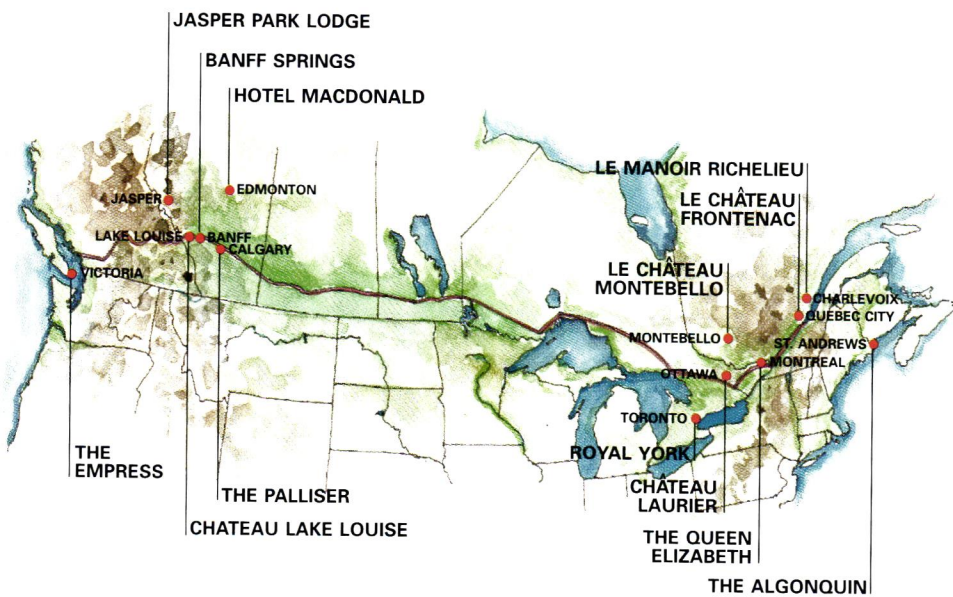 JASPER PARK LODGE
BANFF SPRINGS
HOTEL MACDONALD
LE MANOIR RICHELIEU
EDMONTON
JASPER
LE CHÂTEAU
FRONTENAC
LAKE LOUISE
BANFF
CALGARY
VICTORIA
LE CHÂTEAU
MONTEBELLO
CHARLEVOIX
QUEBEC CITY
MONTEBELLO
ST. ANDREWS
MONTREAL
OTTAWA
TORONTO
THE
EMPRESS
ROYAL YORK
THE PALLISER
CHÂTEAU
LAURIER
CHATEAU LAKE LOUISE
THE QUEEN
ELIZABETH
THE ALGONQUIN